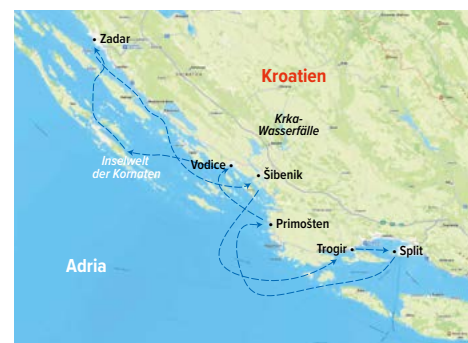 Zadar
Kroatien
Krka-
Wasserfälle
Inselwelt
der Kornaten
Vodice
Šibenik
Primošten
Trogir
Split
Adria